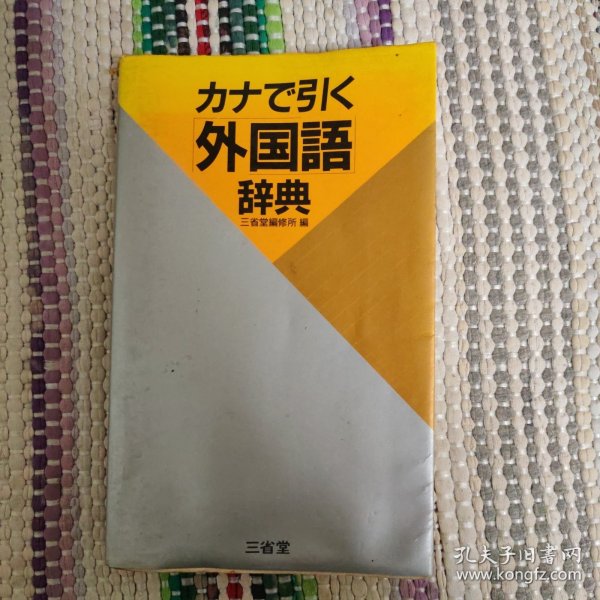 カナで引く
[外国語]
辞典
三省堂編修所 編
三省堂
孔夫子旧書网
www.kongfz.com